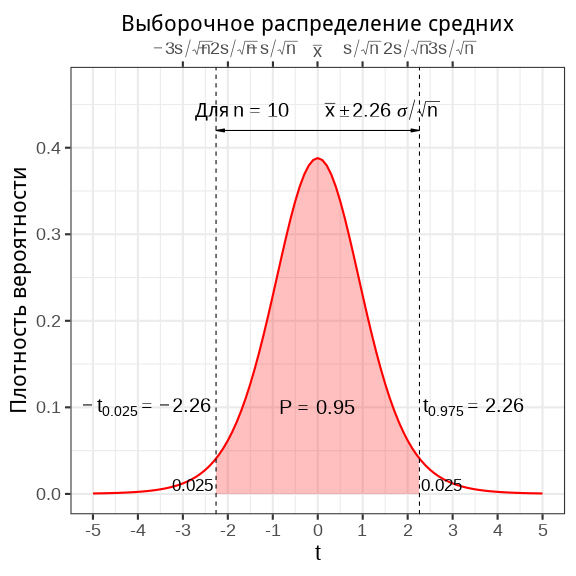 Выборочное распределение средних
−3s/√n −2s/√n −s/√n x̅ s/√n 2s/√n 3s/√n
Для n = 10 x̅ ± 2.26 σ/√n
0.4
0.3
0.2
0.1
0.0
Плотность вероятности
−t0.025 = −2.26
P = 0.95
t0.975 = 2.26
0.025
0.025
-5 -4 -3 -2 -1 0 1 2 3 4 5
t